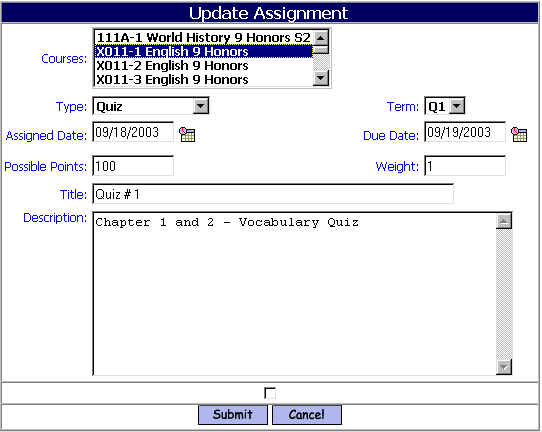 Update Assignment
111A-1 World History 9 Honors S2
Courses: X011-1 English 9 Honors
X011-2 English 9 Honors
X011-3 English 9 Honors
Type: Quiz Term: Q1
Assigned Date: 09/18/2003 Due Date: 09/19/2003
Possible Points: 100 Weight: 1
Title: Quiz # 1
Description: Chapter 1 and 2 - Vocabulary Quiz
Submit Cancel